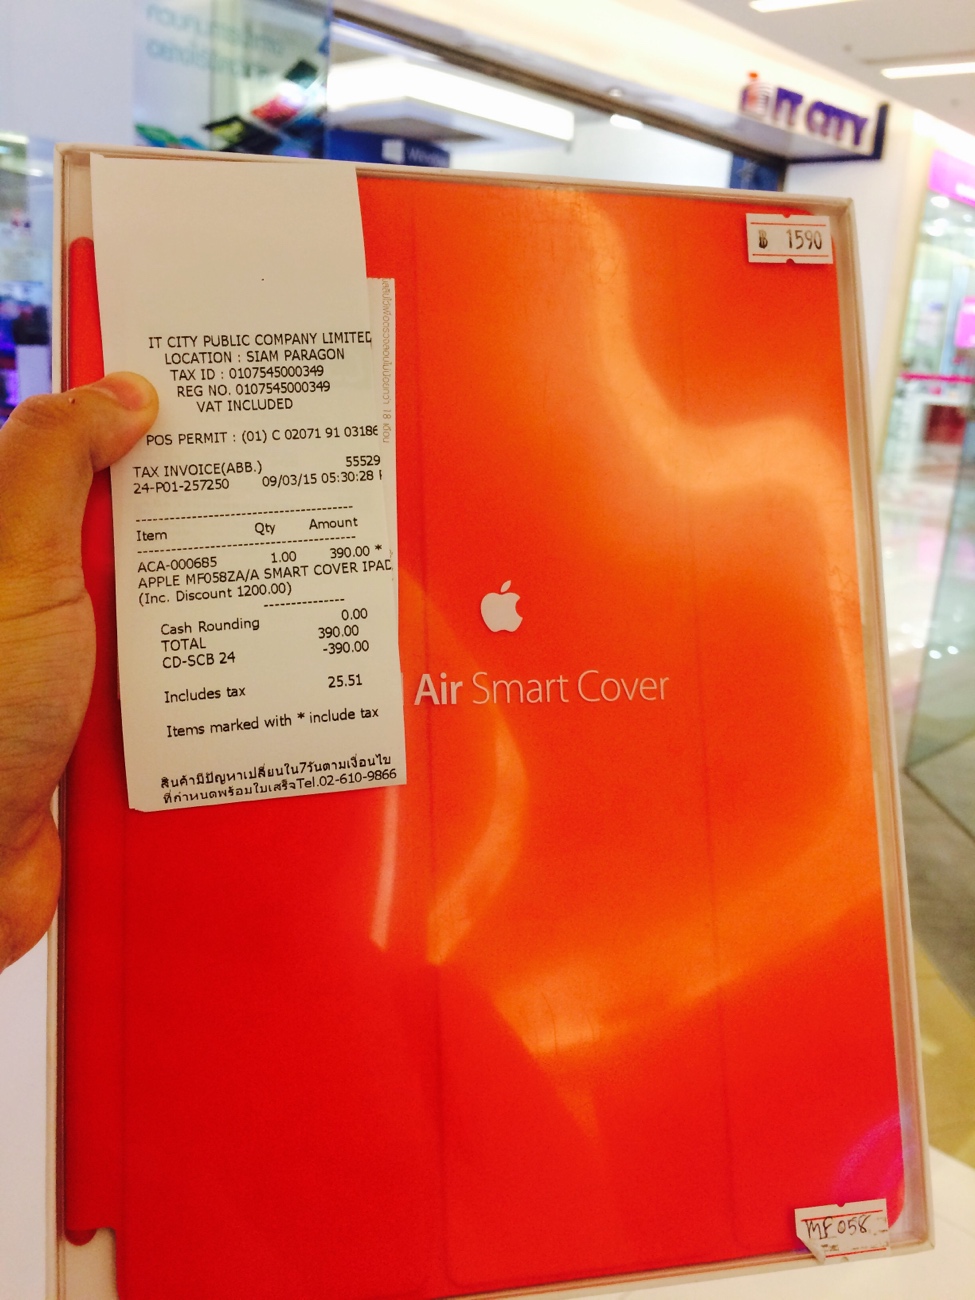 IT CITY
฿ 1590
IT CITY PUBLIC COMPANY LIMITED
LOCATION : SIAM PARAGON
TAX ID : 0107545000349
REG NO. 0107545000349
VAT INCLUDED
POS PERMIT : (01) C 02071 91 03186
TAX INVOICE(ABB.) 55529
24-P01-257250 09/03/15 05:30:28
Item Qty Amount
ACA-000685 1.00 390.00 *
APPLE MF058ZA/A SMART COVER IPAD
(Inc. Discount 1200.00)
Cash Rounding 0.00
TOTAL 390.00
CD-SCB 24 -390.00
Includes tax 25.51
Items marked with * include tax
สินค้ามีปัญหาเปลี่ยนใน7วันตามเงื่อนไข
ที่กำหนดพร้อมใบเสร็จTel.02-610-9866
Air Smart Cover
MF 058